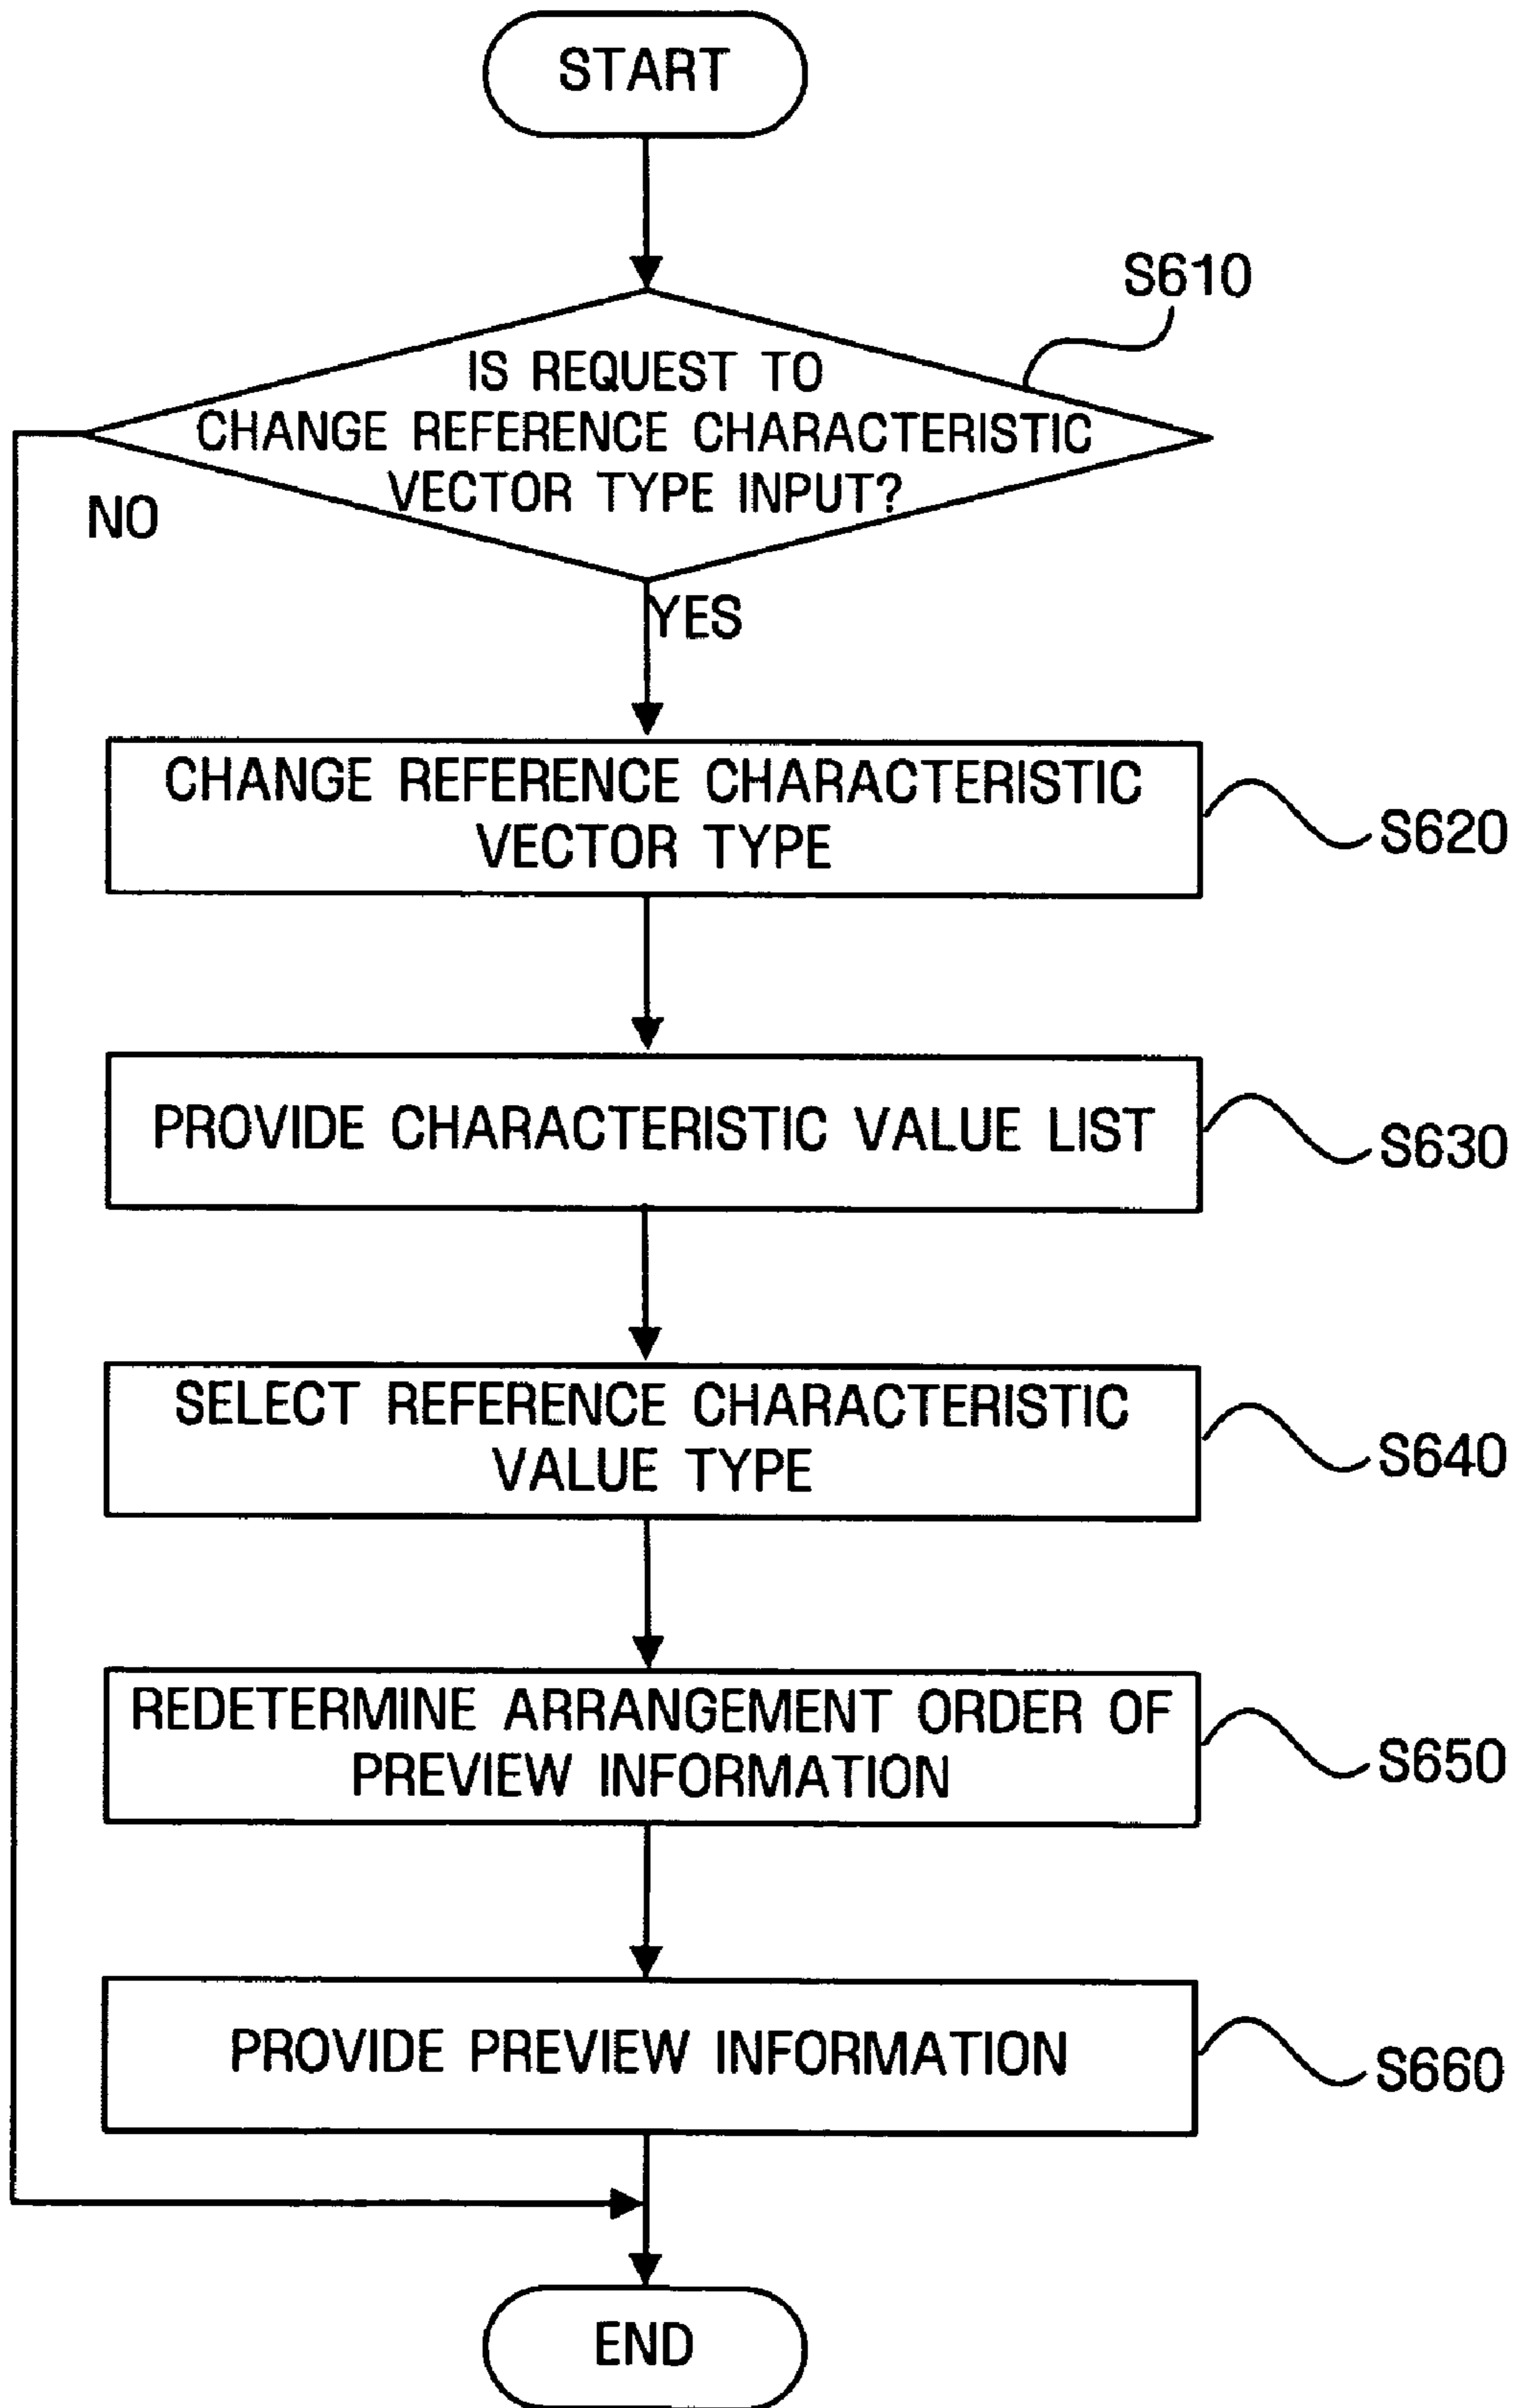 START
S610
IS REQUEST TO
CHANGE REFERENCE CHARACTERISTIC
VECTOR TYPE INPUT?
NO
YES
CHANGE REFERENCE CHARACTERISTIC
VECTOR TYPE
S620
PROVIDE CHARACTERISTIC VALUE LIST
S630
SELECT REFERENCE CHARACTERISTIC
VALUE TYPE
S640
REDETERMINE ARRANGEMENT ORDER OF
PREVIEW INFORMATION
S650
PROVIDE PREVIEW INFORMATION
S660
END